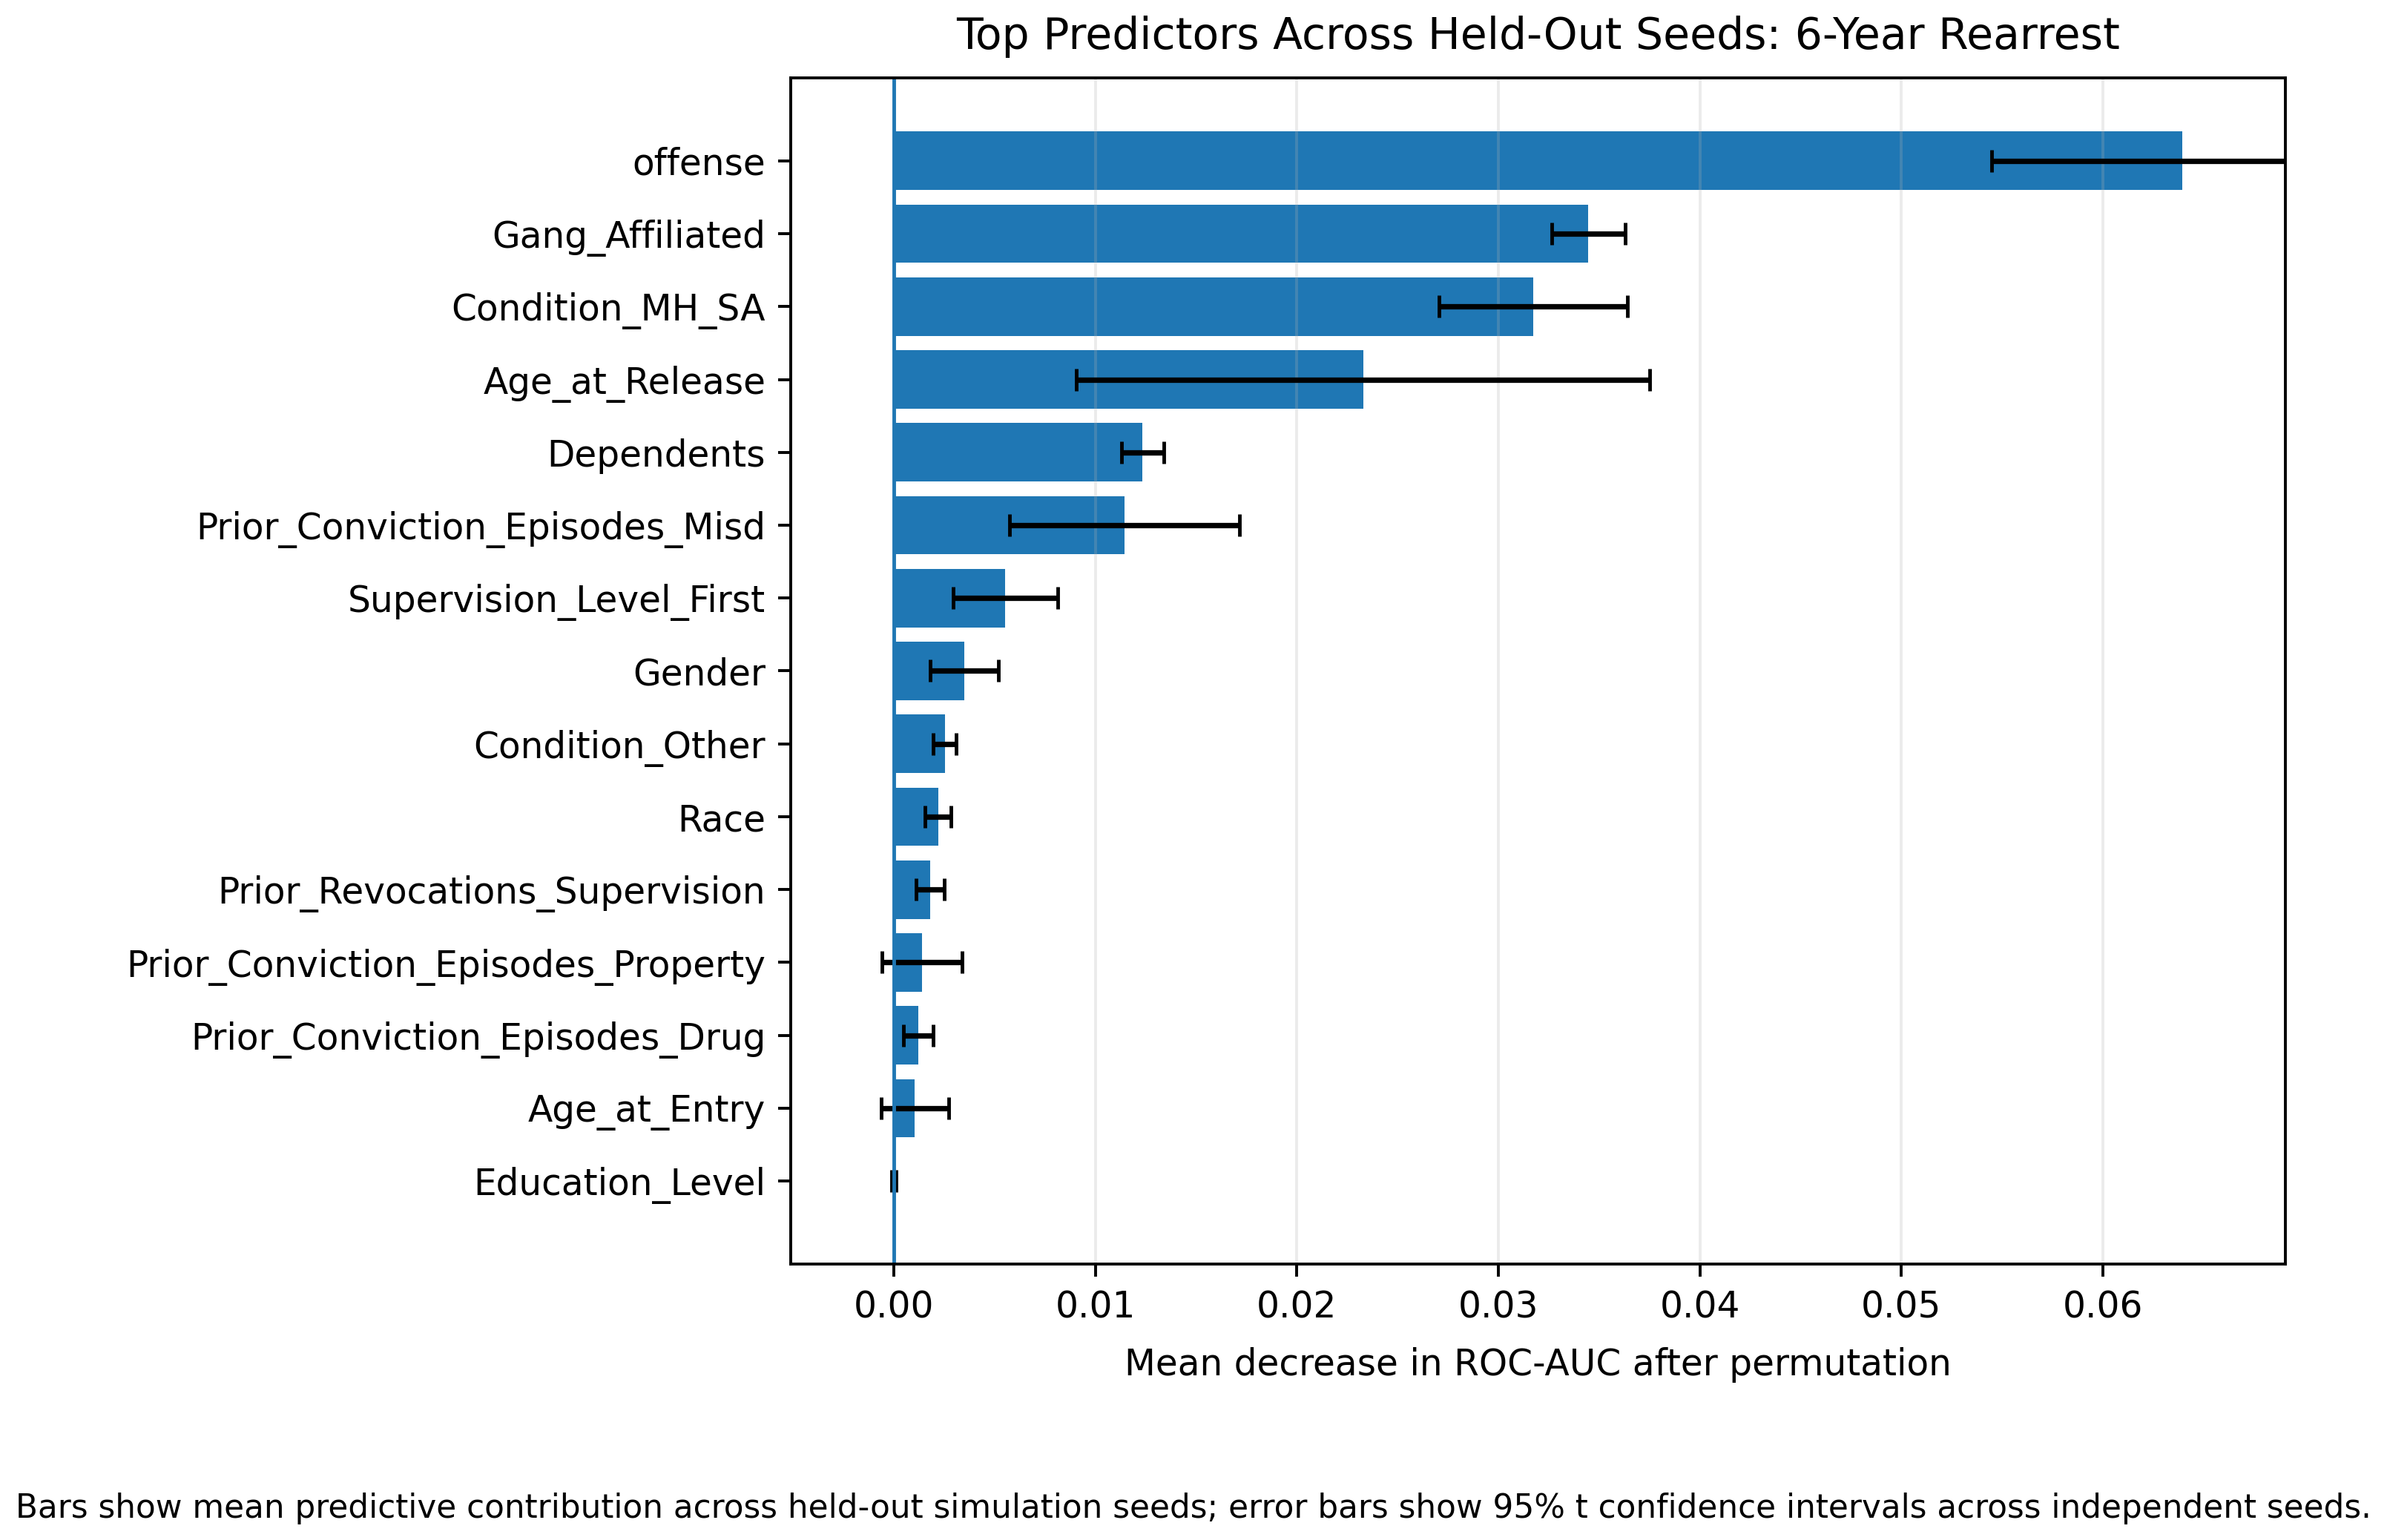 Top Predictors Across Held-Out Seeds: 6-Year Rearrest
offense
Gang_Affiliated
Condition_MH_SA
Age_at_Release
Dependents
Prior_Conviction_Episodes_Misd
Supervision_Level_First
Gender
Condition_Other
Race
Prior_Revocations_Supervision
Prior_Conviction_Episodes_Property
Prior_Conviction_Episodes_Drug
Age_at_Entry
Education_Level
0.00 0.01 0.02 0.03 0.04 0.05 0.06
Mean decrease in ROC-AUC after permutation
Bars show mean predictive contribution across held-out simulation seeds; error bars show 95% t confidence intervals across independent seeds.